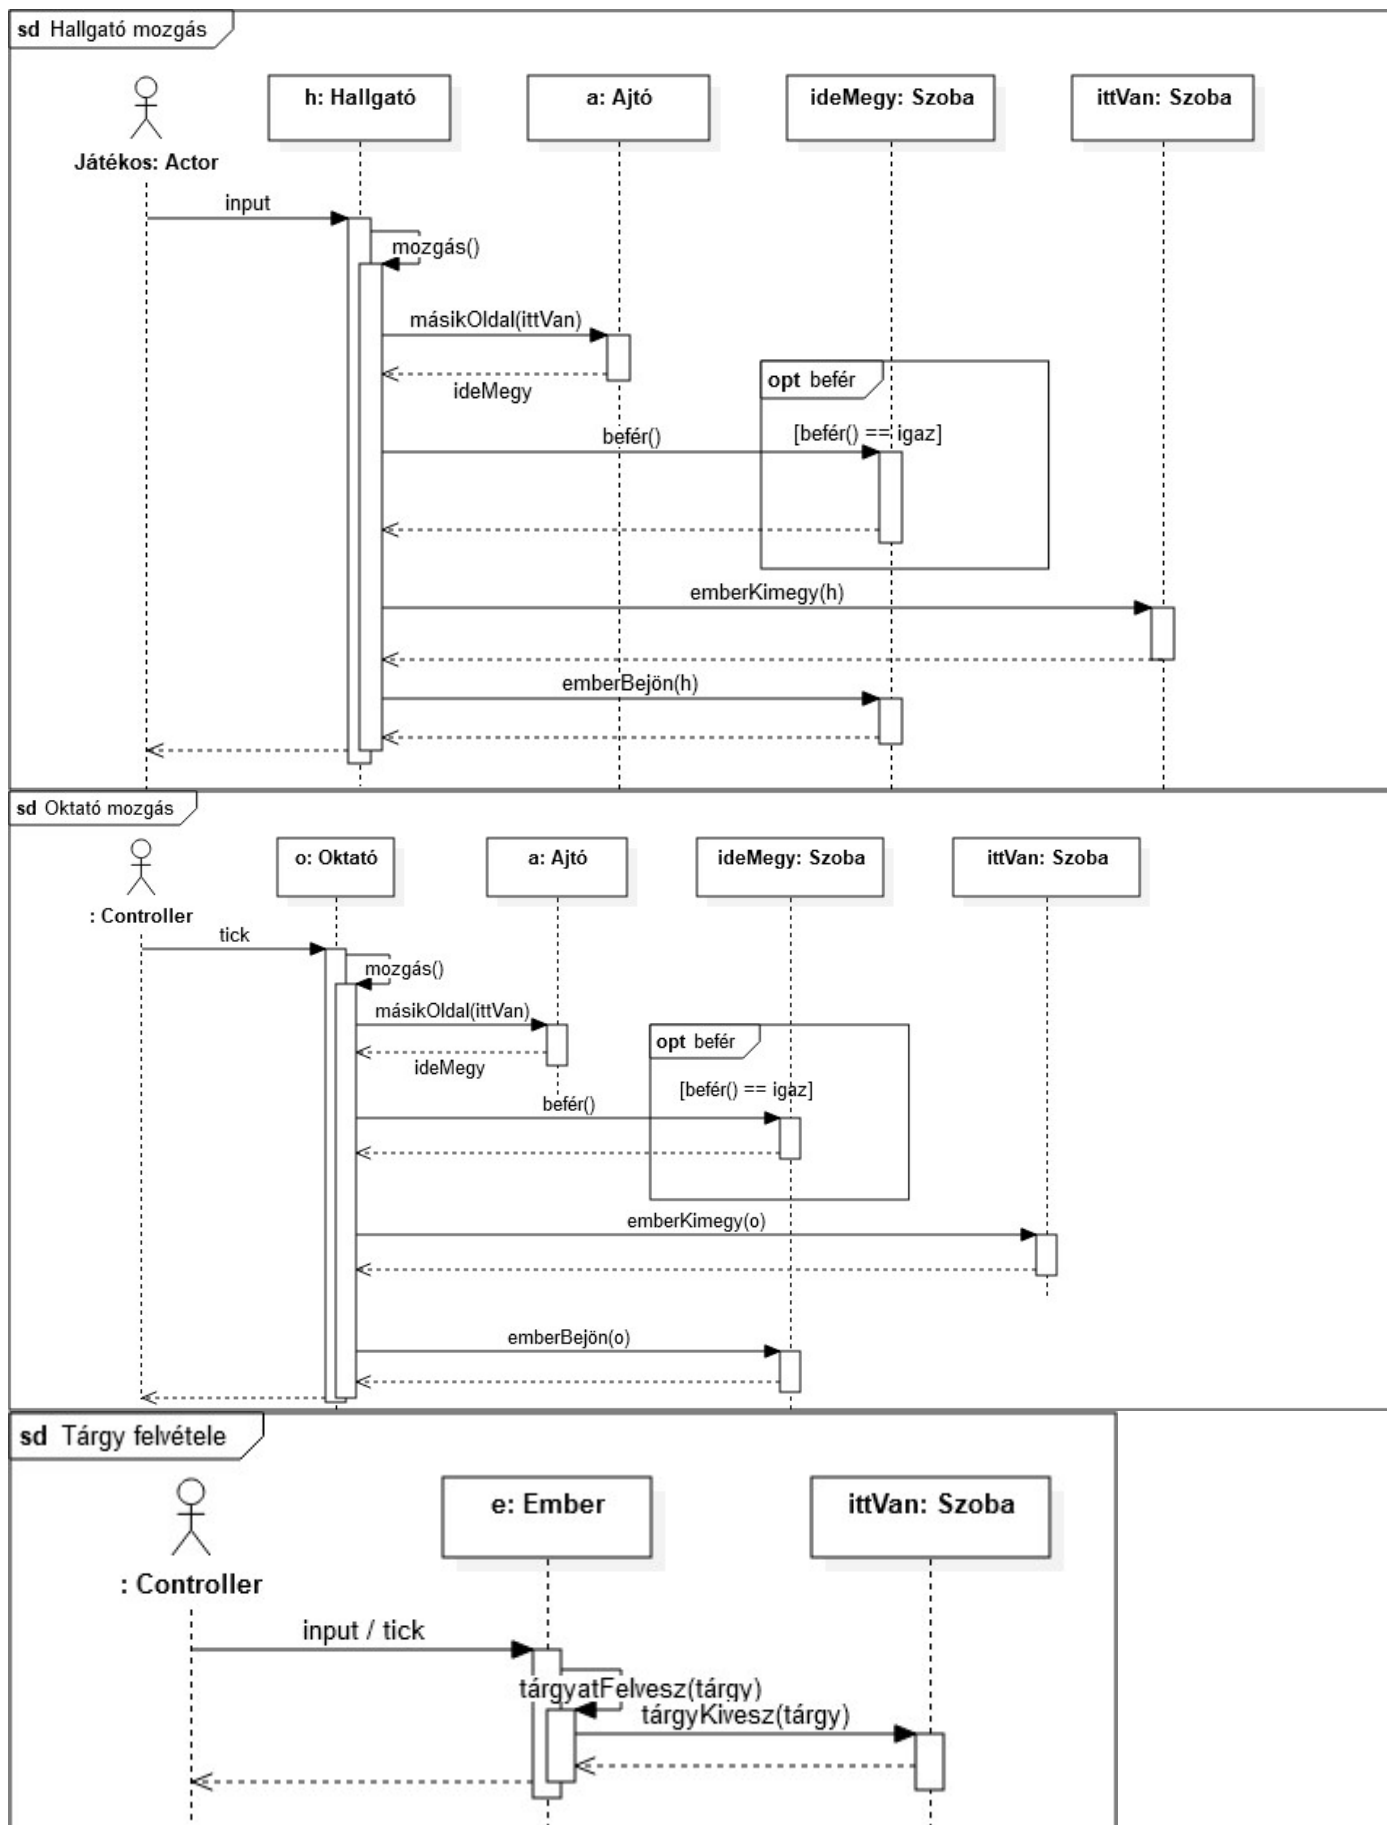 sd Hallgató mozgás
Játékos: Actor
h: Hallgató
a: Ajtó
ideMegy: Szoba
ittVan: Szoba
input
mozgás()
másikOldal(ittVan)
ideMegy
opt befér
befér()
[befér() == igaz]
emberKimegy(h)
emberBejön(h)
sd Oktató mozgás
: Controller
o: Oktató
a: Ajtó
ideMegy: Szoba
ittVan: Szoba
tick
mozgás()
másikOldal(ittVan)
ideMegy
opt befér
befér()
[befér() == igaz]
emberKimegy(o)
emberBejön(o)
sd Tárgy felvétele
: Controller
e: Ember
ittVan: Szoba
input / tick
tárgyatFelvesz(tárgy)
tárgyKivesz(tárgy)